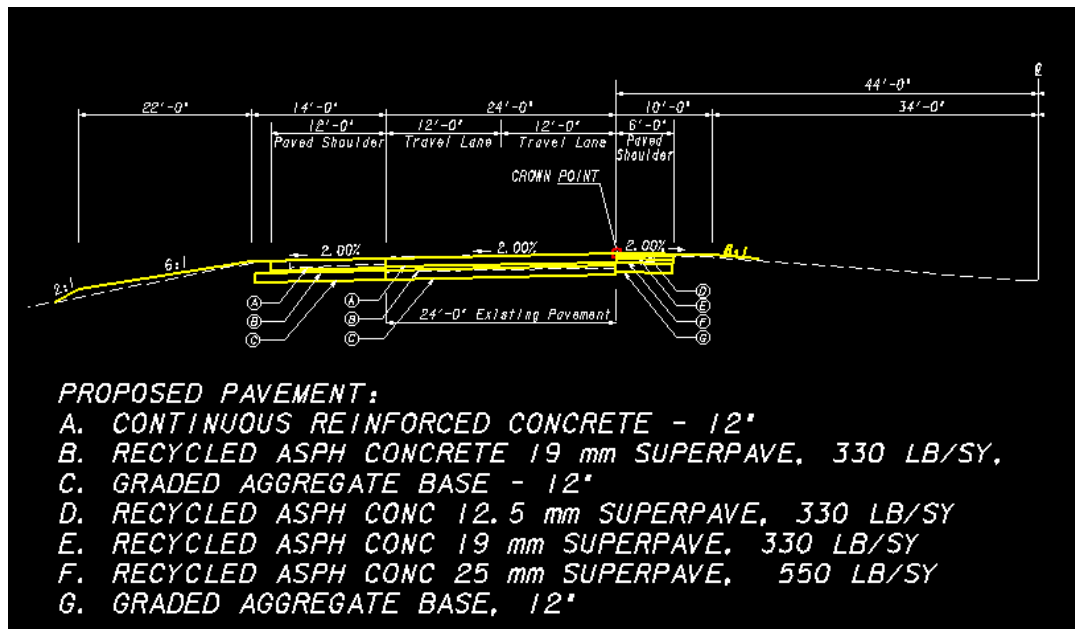 ℄
44'-0"
22'-0" 14'-0" 24'-0" 10'-0" 34'-0"
12'-0" 12'-0" 12'-0" 6'-0"
Paved Shoulder Travel Lane Travel Lane Paved Shoulder
CROWN POINT
2.00% 2.00% 2.00%
6:1
2:1
A A D
B B E
C C F
G
24'-0" Existing Pavement
PROPOSED PAVEMENT:
A. CONTINUOUS REINFORCED CONCRETE - 12"
B. RECYCLED ASPH CONCRETE 19 mm SUPERPAVE, 330 LB/SY,
C. GRADED AGGREGATE BASE - 12"
D. RECYCLED ASPH CONC 12.5 mm SUPERPAVE, 330 LB/SY
E. RECYCLED ASPH CONC 19 mm SUPERPAVE, 330 LB/SY
F. RECYCLED ASPH CONC 25 mm SUPERPAVE, 550 LB/SY
G. GRADED AGGREGATE BASE, 12"